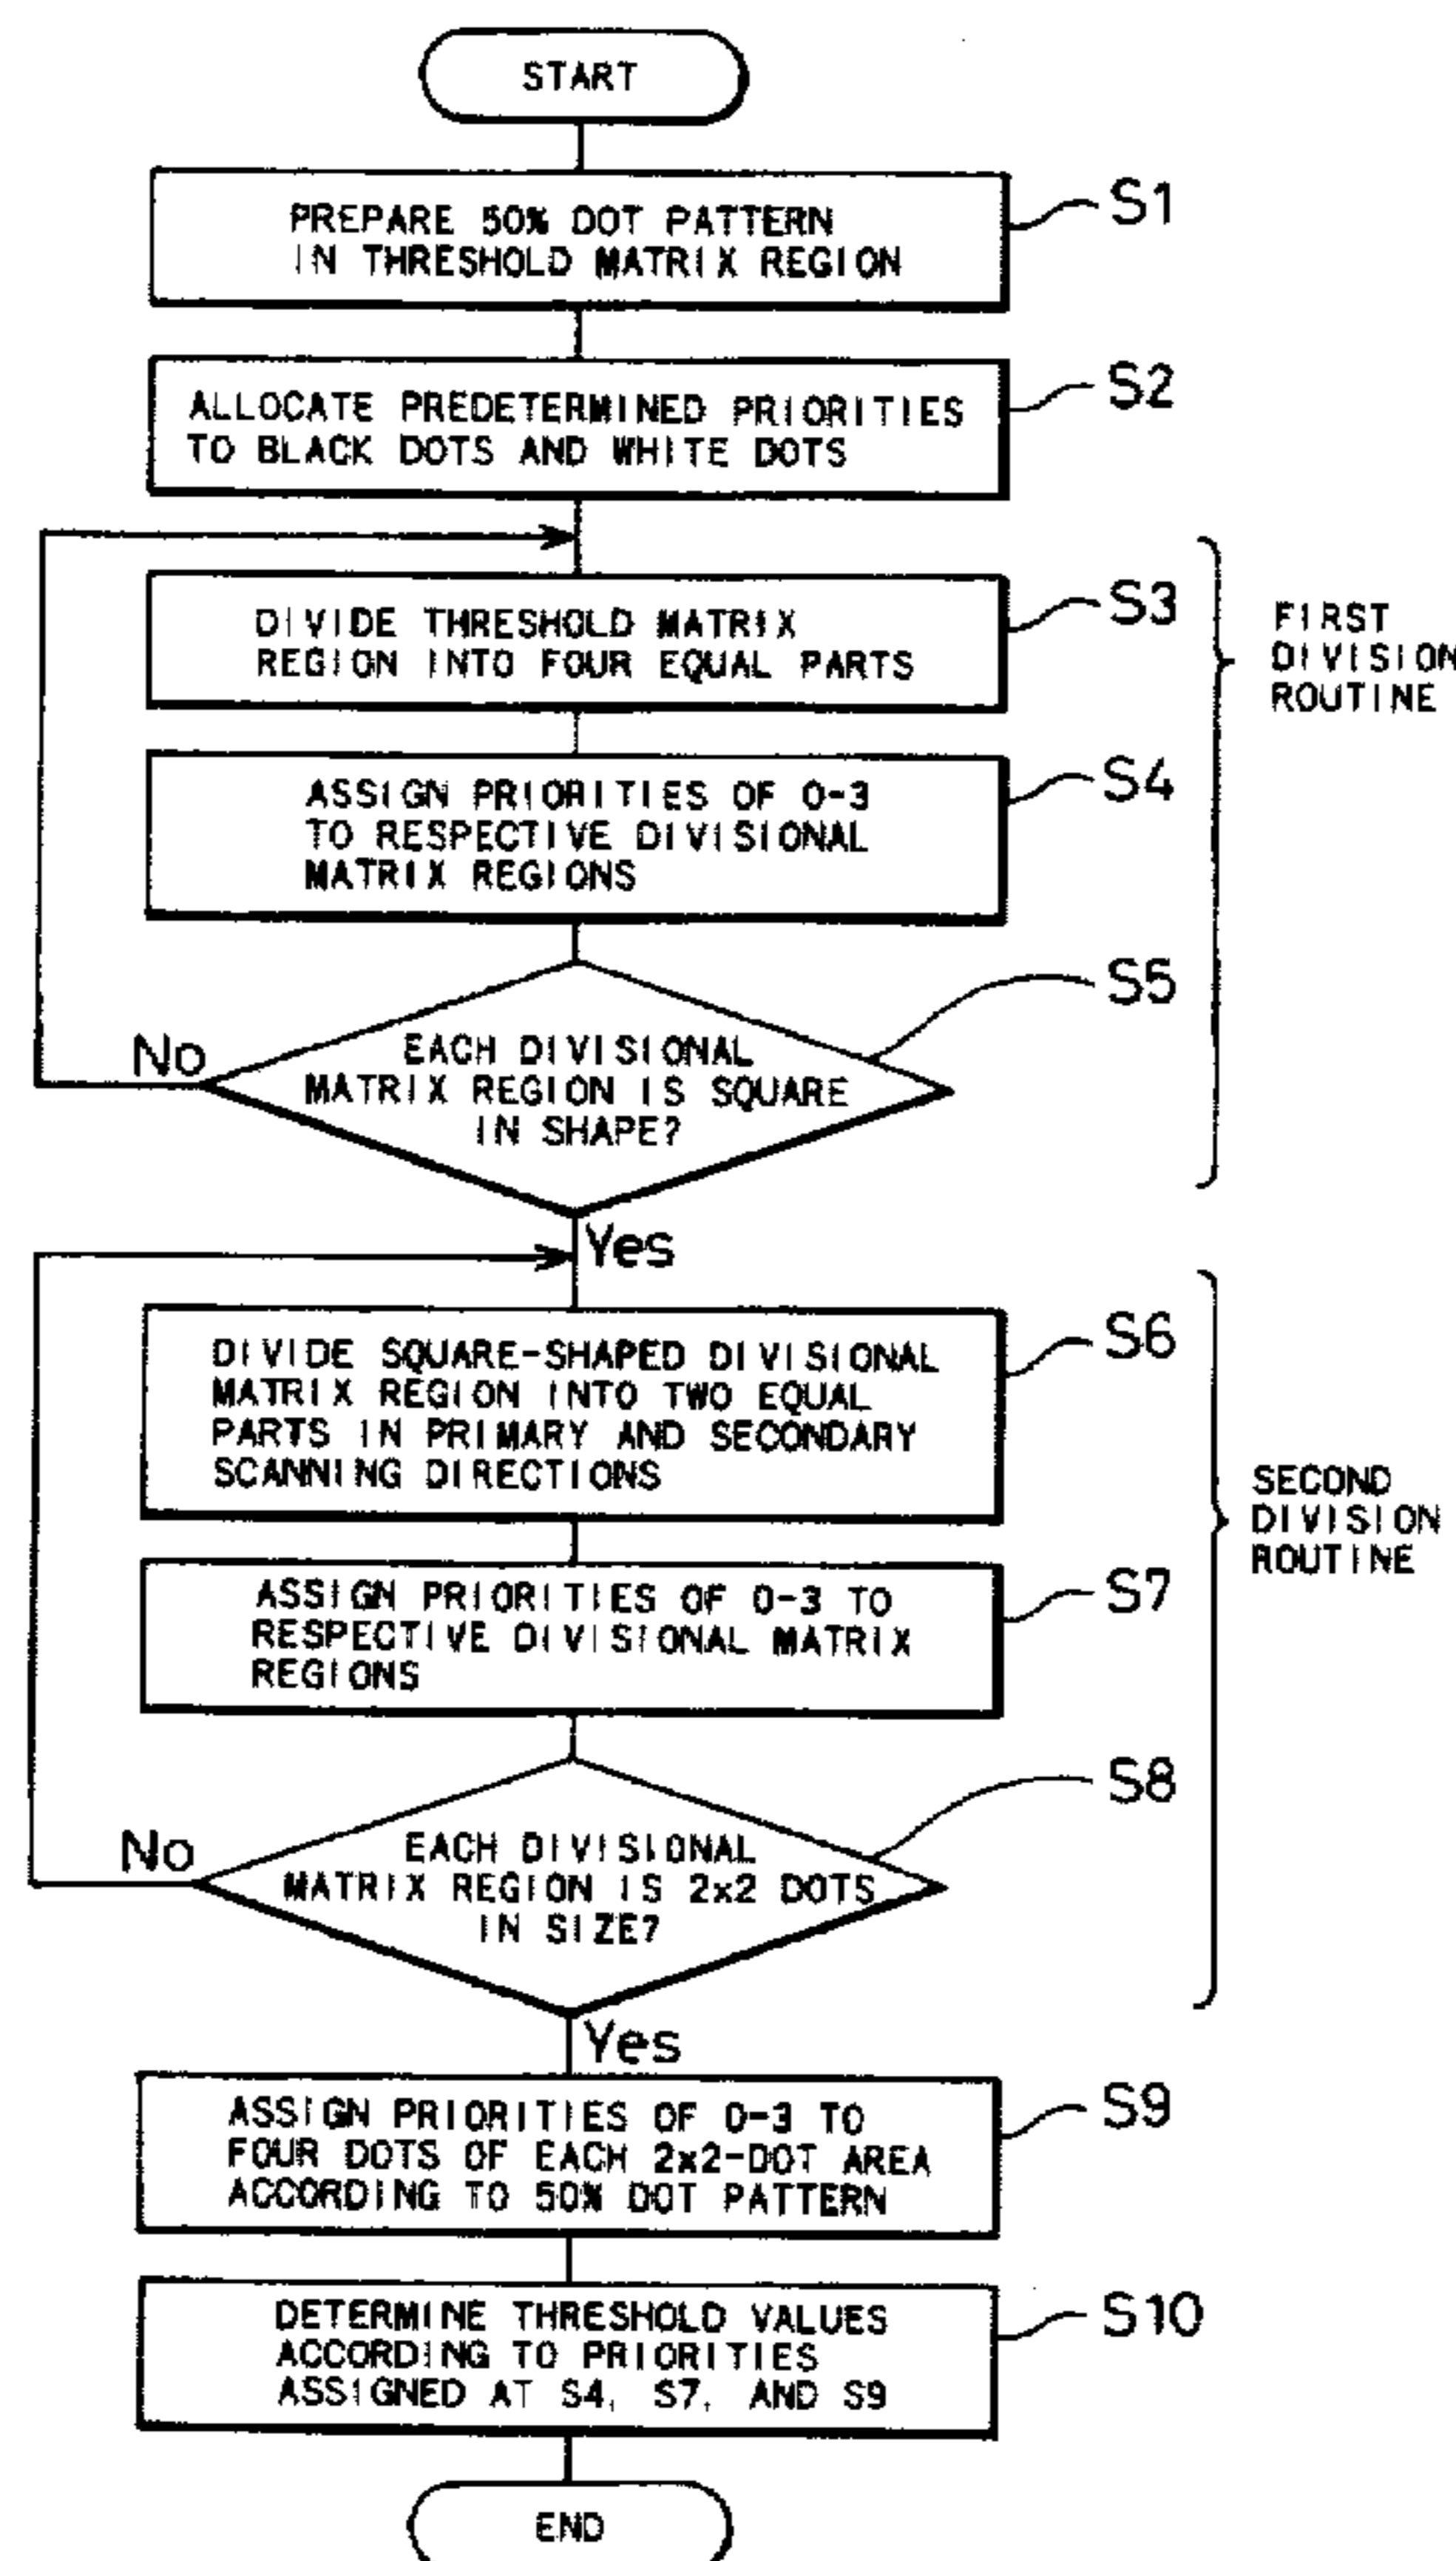 START
PREPARE 50% DOT PATTERN
IN THRESHOLD MATRIX REGION
S1
ALLOCATE PREDETERMINED PRIORITIES
TO BLACK DOTS AND WHITE DOTS
S2
DIVIDE THRESHOLD MATRIX
REGION INTO FOUR EQUAL PARTS
S3
FIRST
DIVISION
ROUTINE
ASSIGN PRIORITIES OF 0-3
TO RESPECTIVE DIVISIONAL
MATRIX REGIONS
S4
EACH DIVISIONAL
MATRIX REGION IS SQUARE
IN SHAPE?
S5
No
Yes
DIVIDE SQUARE-SHAPED DIVISIONAL
MATRIX REGION INTO TWO EQUAL
PARTS IN PRIMARY AND SECONDARY
SCANNING DIRECTIONS
S6
SECOND
DIVISION
ROUTINE
ASSIGN PRIORITIES OF 0-3 TO
RESPECTIVE DIVISIONAL MATRIX
REGIONS
S7
EACH DIVISIONAL
MATRIX REGION IS 2x2 DOTS
IN SIZE?
S8
No
Yes
ASSIGN PRIORITIES OF 0-3 TO
FOUR DOTS OF EACH 2x2-DOT AREA
ACCORDING TO 50% DOT PATTERN
S9
DETERMINE THRESHOLD VALUES
ACCORDING TO PRIORITIES
ASSIGNED AT S4, S7, AND S9
S10
END